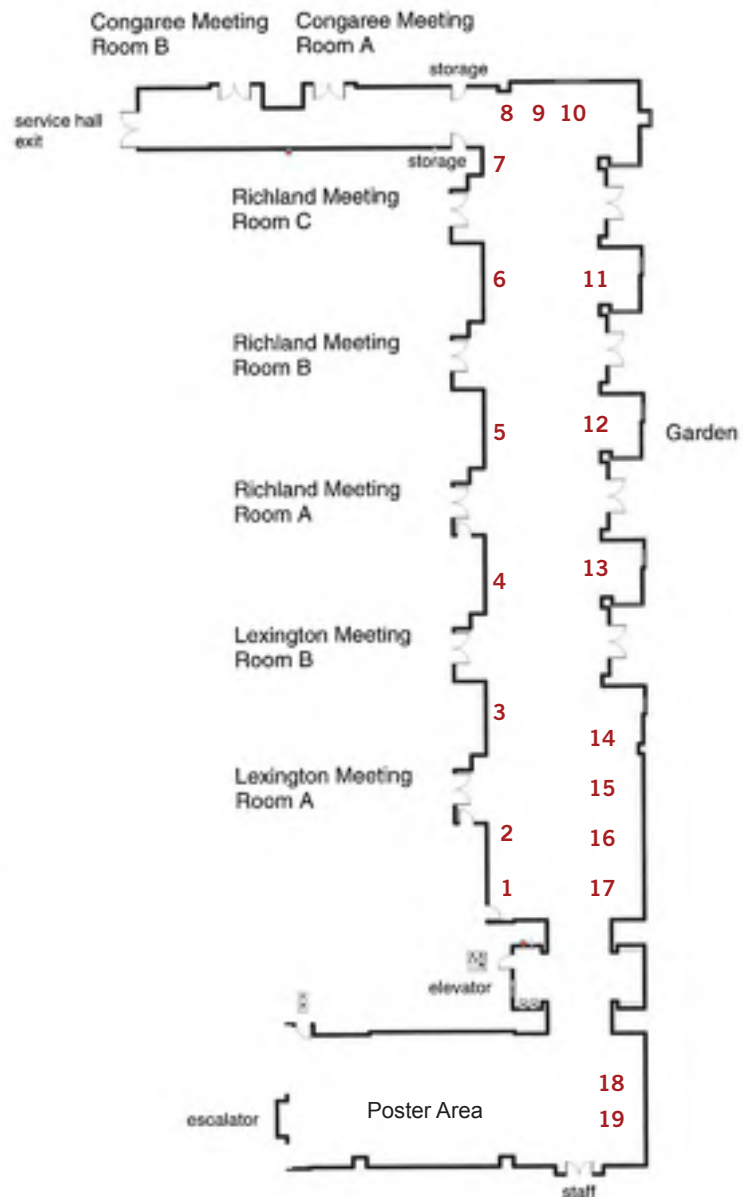 Congaree Meeting
Room B
Congaree Meeting
Room A
storage
8 9 10
service hall
exit
storage
7
Richland Meeting
Room C
6
11
Richland Meeting
Room B
5
12
Garden
Richland Meeting
Room A
4
13
Lexington Meeting
Room B
3
14
Lexington Meeting
Room A
15
2
16
1
17
elevator
18
Poster Area
escalator
19
staff